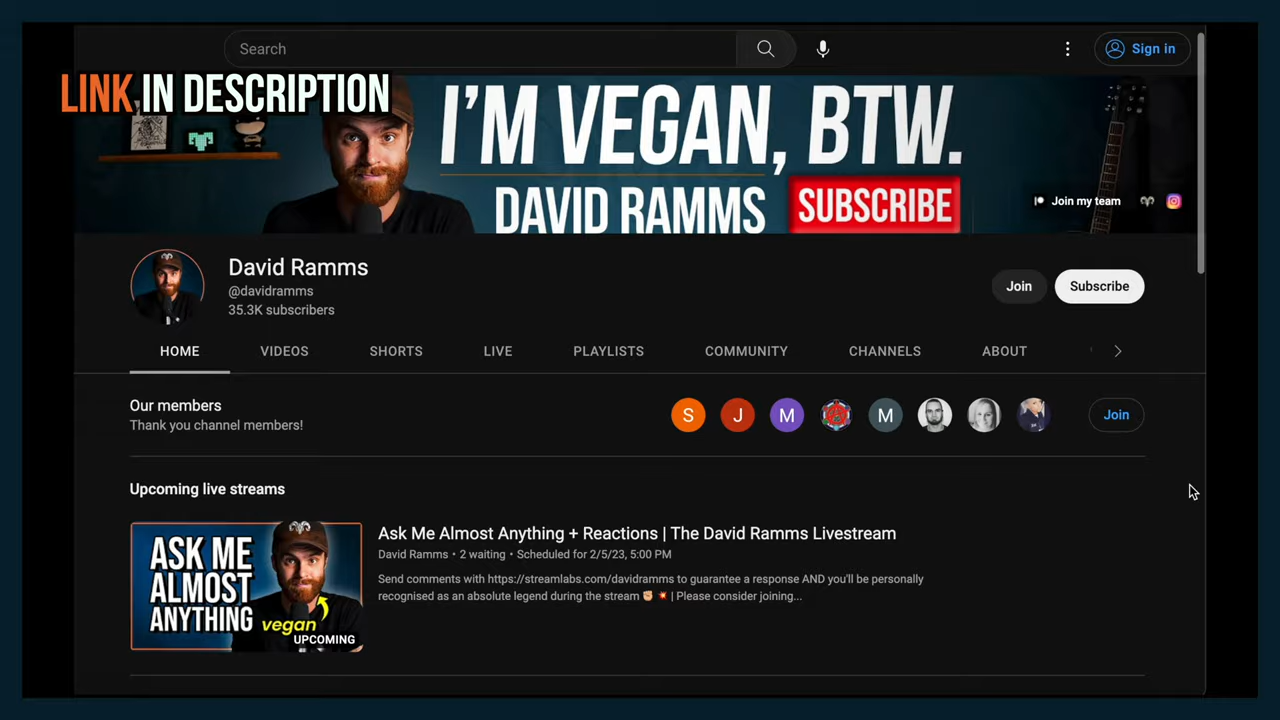 Search
Sign in
LINK IN DESCRIPTION
I'M VEGAN, BTW.
DAVID RAMMS SUBSCRIBE
Join my team
David Ramms
@davidramms
35.3K subscribers
Join
Subscribe
HOME VIDEOS SHORTS LIVE PLAYLISTS COMMUNITY CHANNELS ABOUT
Our members
Thank you channel members!
S J M M
Join
Upcoming live streams
ASK ME
ALMOST
ANYTHING
vegan
UPCOMING
Ask Me Almost Anything + Reactions | The David Ramms Livestream
David Ramms • 2 waiting • Scheduled for 2/5/23, 5:00 PM
Send comments with https://streamlabs.com/davidramms to guarantee a response AND you'll be personally
recognised as an absolute legend during the stream ✊🏼 💥 | Please consider joining...